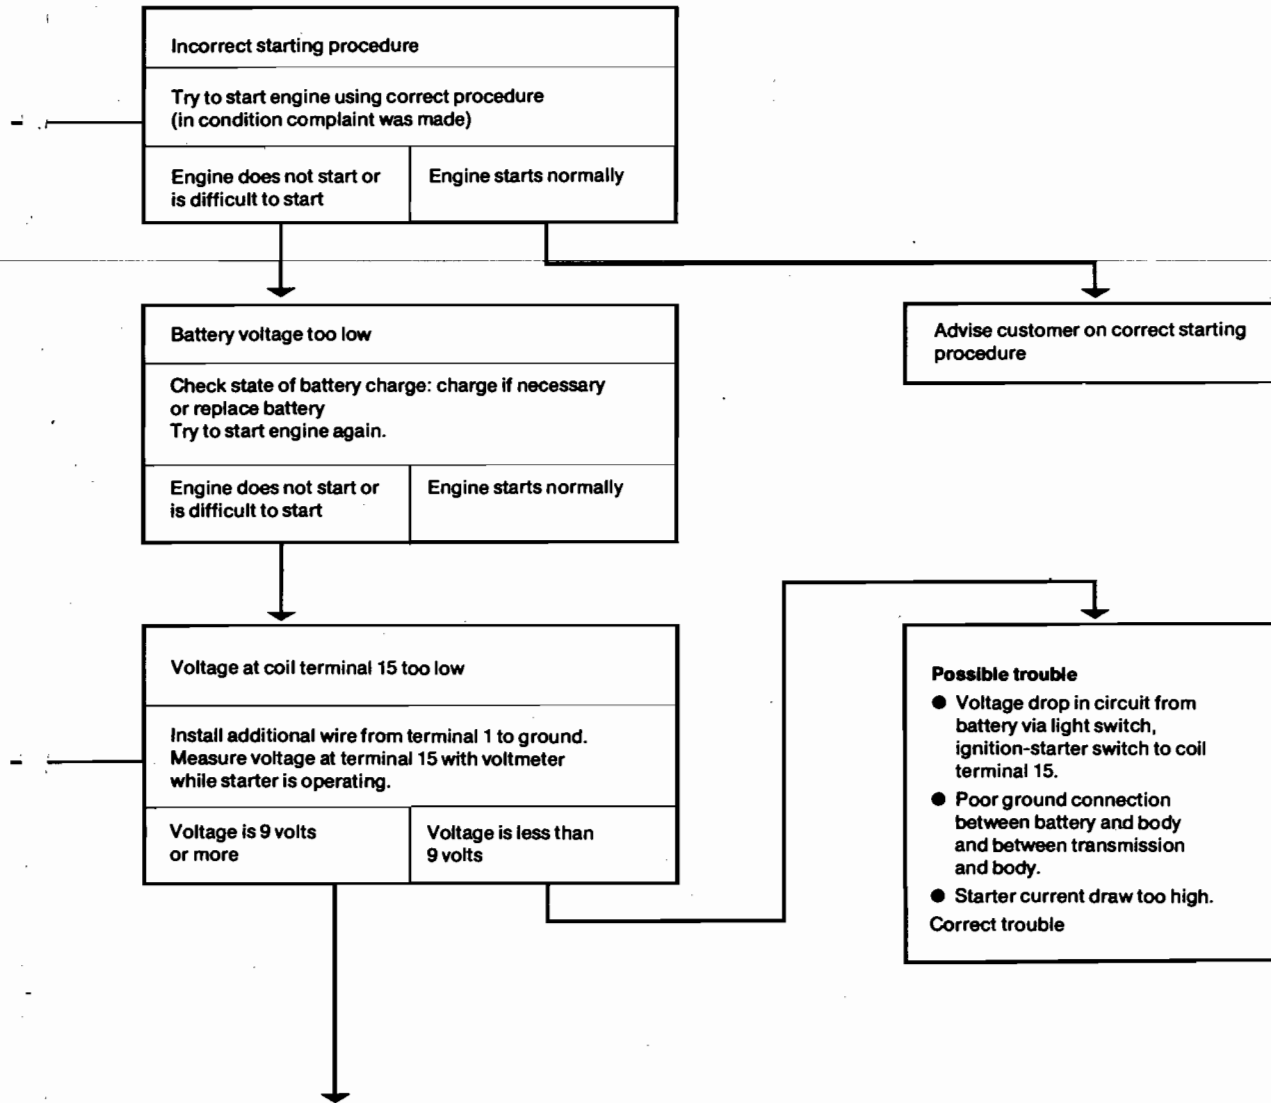 Incorrect starting procedure
Try to start engine using correct procedure
(in condition complaint was made)
Engine does not start or
is difficult to start
Engine starts normally
Battery voltage too low
Check state of battery charge: charge if necessary
or replace battery
Try to start engine again.
Engine does not start or
is difficult to start
Engine starts normally
Advise customer on correct starting
procedure
Voltage at coil terminal 15 too low
Install additional wire from terminal 1 to ground.
Measure voltage at terminal 15 with voltmeter
while starter is operating.
Voltage is 9 volts
or more
Voltage is less than
9 volts
Possible trouble
● Voltage drop in circuit from
battery via light switch,
ignition-starter switch to coil
terminal 15.
● Poor ground connection
between battery and body
and between transmission
and body.
● Starter current draw too high.
Correct trouble